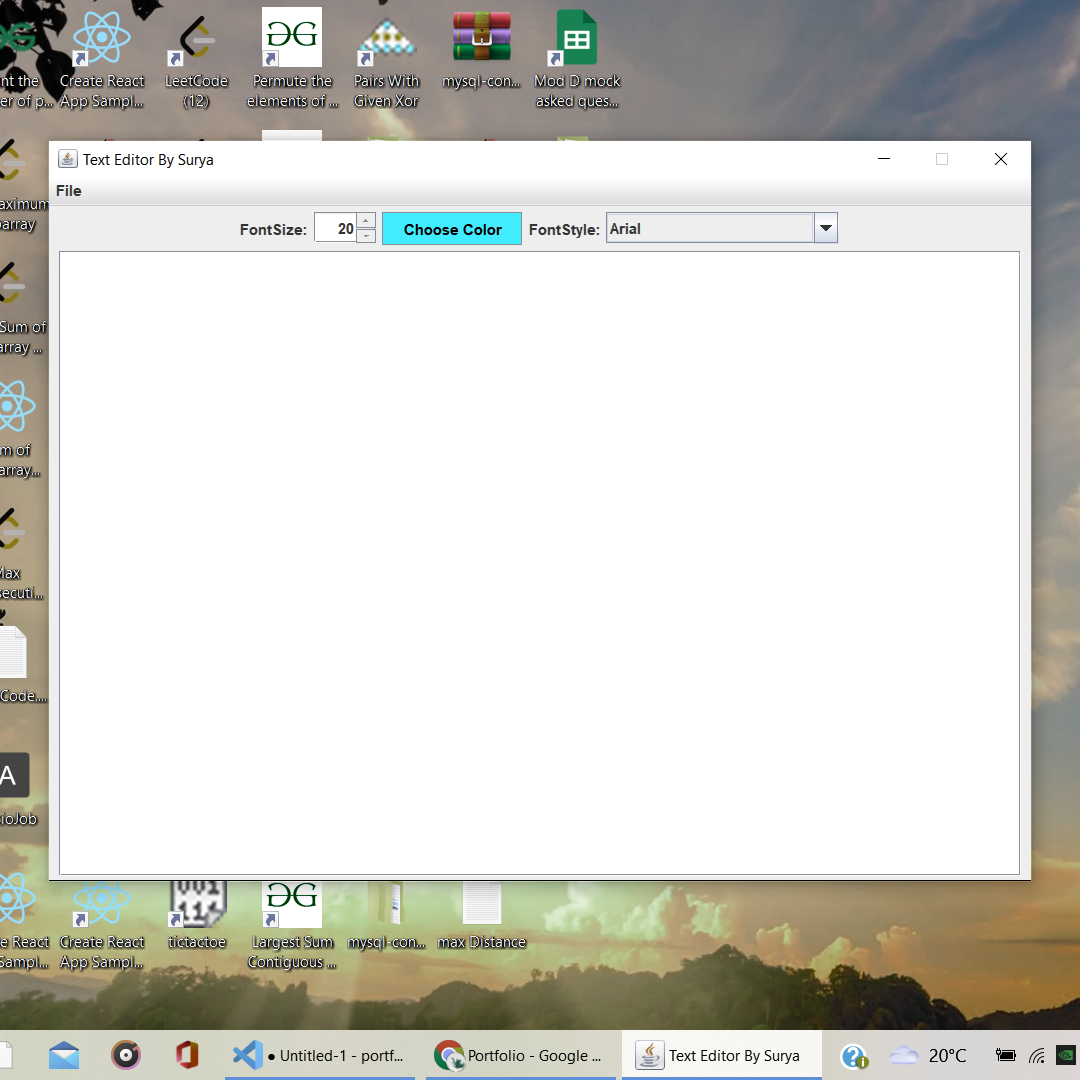 nt the
er of p...
Create React
App Sampl...
LeetCode
(12)
Permute the
elements of ...
Pairs With
Given Xor
mysql-con...
Mod D mock
asked ques...
Text Editor By Surya
File
FontSize: 20 Choose Color FontStyle: Arial
aximum
barray
Sum of
array ...
m of
array...
Max
secuti...
Code....
A
ioJob
e React
Sampl...
Create React
App Sampl...
tictactoe
Largest Sum
Contiguous ...
mysql-con...
max Distance
● Untitled-1 - portf...
Portfolio - Google ...
Text Editor By Surya
20°C